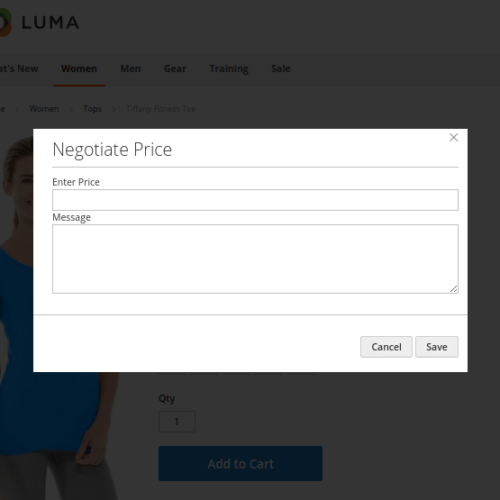 LUMA
at's New Women Men Gear Training Sale
e › Women › Tops › Tiffany Fitness Tee
Negotiate Price
Enter Price
Message
Cancel Save
Qty
1
Add to Cart